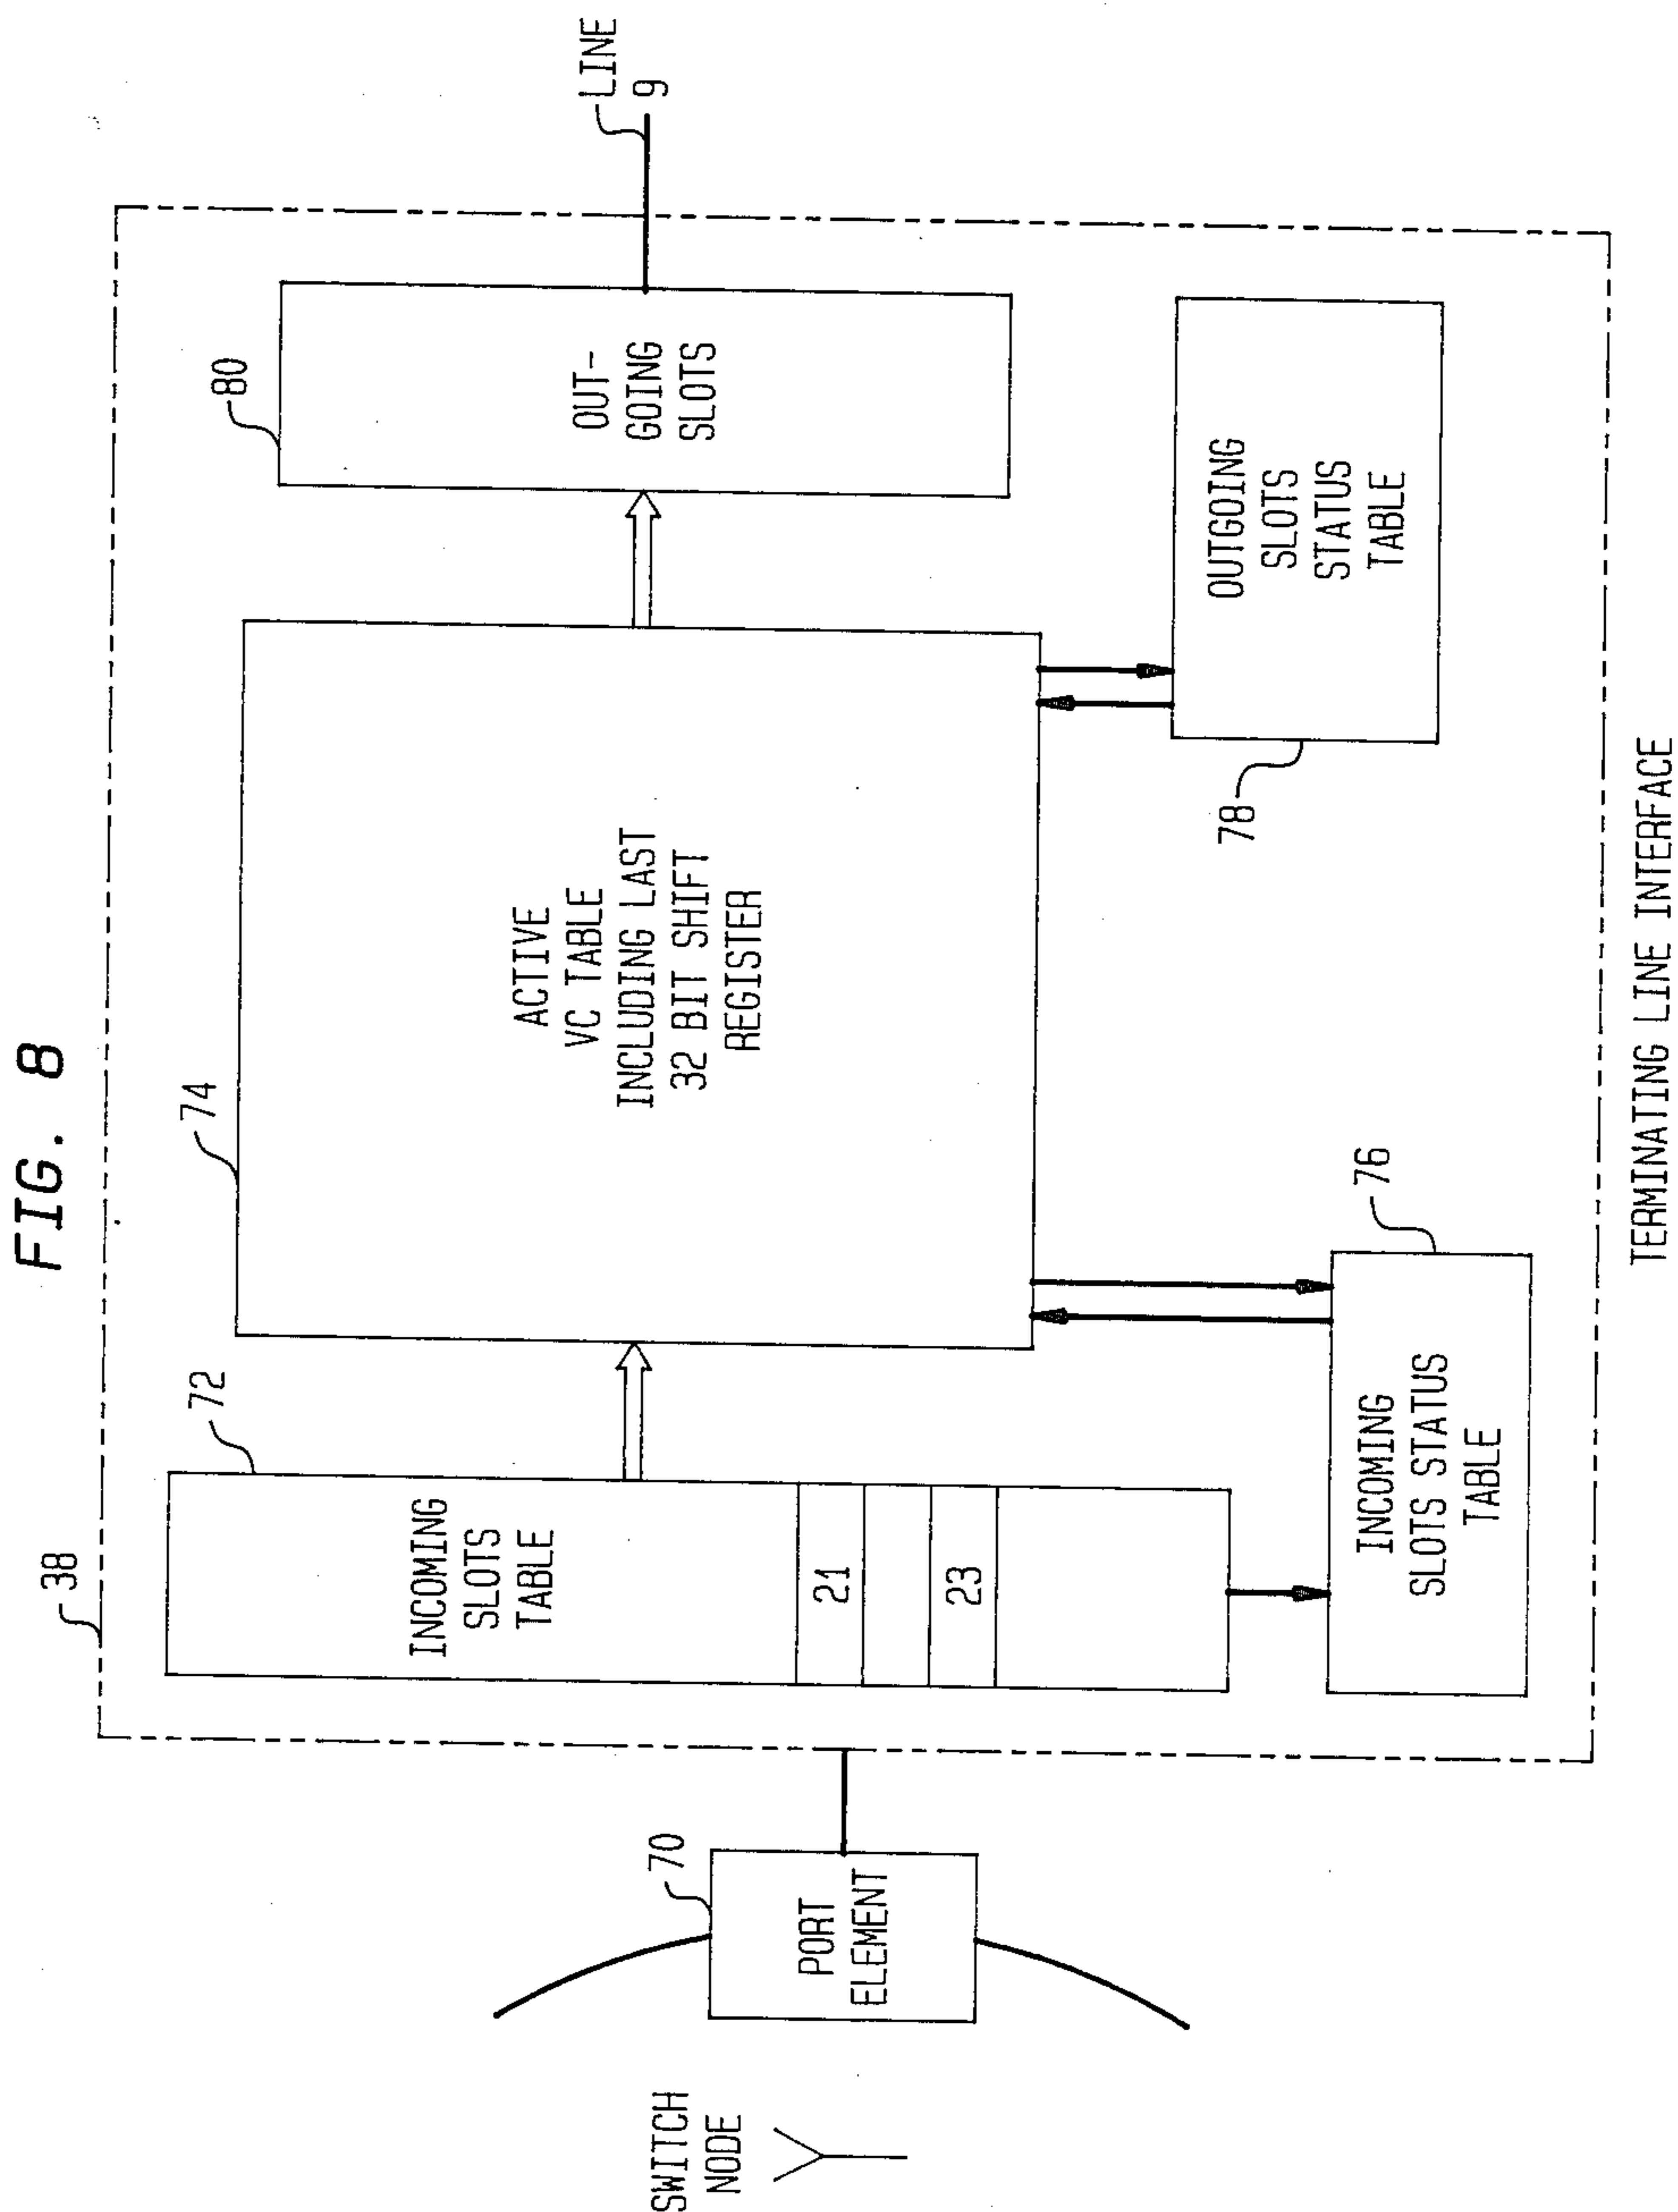 FIG. 8
38
72
INCOMING
SLOTS
TABLE
21
23
74
ACTIVE
VC TABLE
INCLUDING LAST
32 BIT SHIFT
REGISTER
80
OUT-
GOING
SLOTS
LINE
9
SWITCH
NODE
Y
70
PORT
ELEMENT
76
INCOMING
SLOTS STATUS
TABLE
78
OUTGOING
SLOTS
STATUS
TABLE
TERMINATING LINE INTERFACE